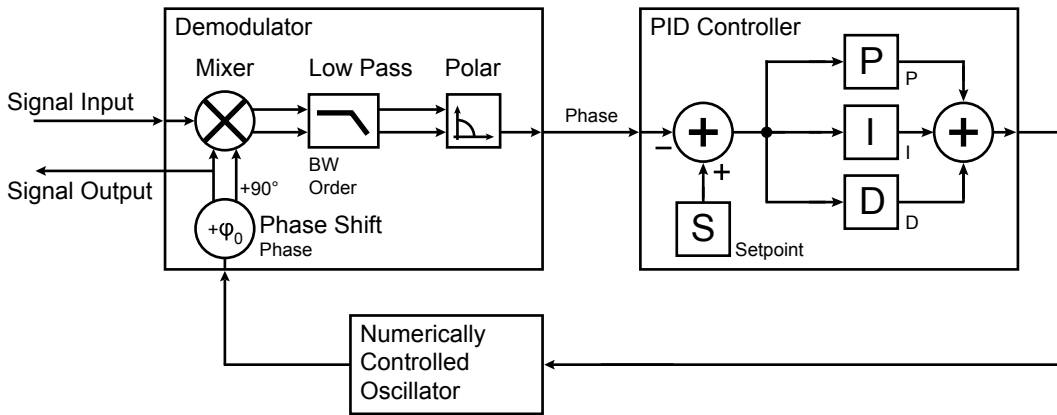 Demodulator
Mixer
Low Pass
Polar
Signal Input
Signal Output
BW
Order
+90°
+φ0
Phase Shift
Phase
Phase
PID Controller
−
+
+
S
Setpoint
P
P
I
I
D
D
+
Numerically
Controlled
Oscillator